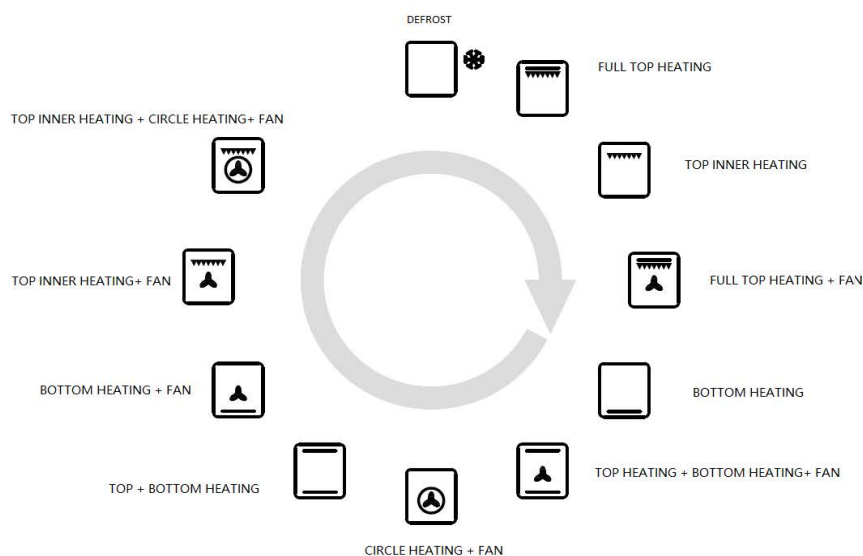 DEFROST
FULL TOP HEATING
TOP INNER HEATING + CIRCLE HEATING+ FAN
TOP INNER HEATING
TOP INNER HEATING+ FAN
FULL TOP HEATING + FAN
BOTTOM HEATING + FAN
BOTTOM HEATING
TOP + BOTTOM HEATING
TOP HEATING + BOTTOM HEATING+ FAN
CIRCLE HEATING + FAN